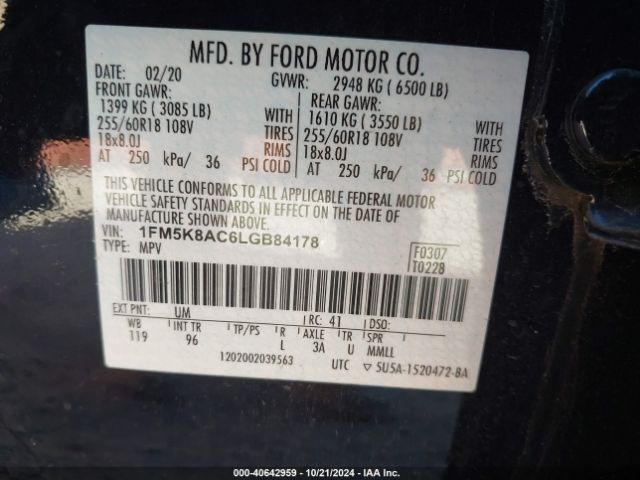 MFD. BY FORD MOTOR CO.
DATE: 02/20 GVWR: 2948 KG ( 6500 LB)
FRONT GAWR: REAR GAWR:
1399 KG ( 3085 LB) WITH 1610 KG ( 3550 LB) WITH
255/60R18 108V TIRES 255/60R18 108V TIRES
18x8.0J RIMS 18x8.0J RIMS
AT 250 kPa/ 36 PSI COLD AT 250 kPa/ 36 PSI COLD
THIS VEHICLE CONFORMS TO ALL APPLICABLE FEDERAL MOTOR
VEHICLE SAFETY STANDARDS IN EFFECT ON THE DATE OF
MANUFACTURE SHOWN ABOVE.
VIN: 1FM5K8AC6LGB84178
TYPE: MPV
F0307
T0228
EXT PNT: UM RC: 41 DSO:
WB INT TR TP/PS R AXLE TR SPR
119 96 L 3A U MMLL
1202002039563 UTC ▽ 5U5A-1520472-BA
000-40642959 - 10/21/2024 - IAA Inc.